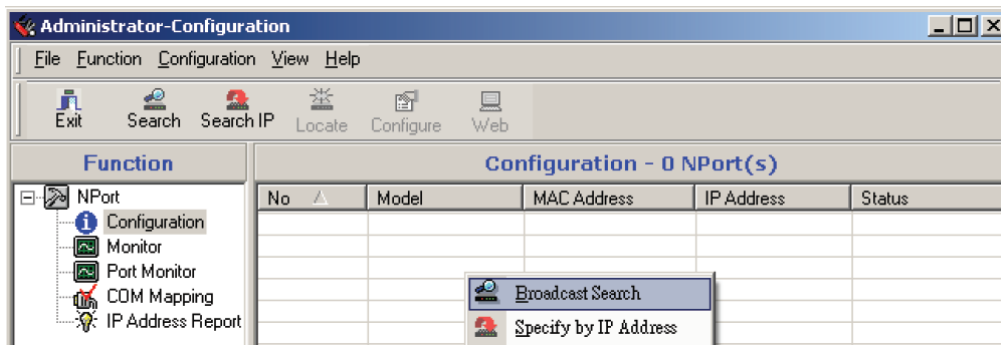 Administrator-Configuration
File Function Configuration View Help
Exit Search Search IP Locate Configure Web
Function
Configuration - 0 NPort(s)
NPort
Configuration
Monitor
Port Monitor
COM Mapping
IP Address Report
No Model MAC Address IP Address Status
Broadcast Search
Specify by IP Address